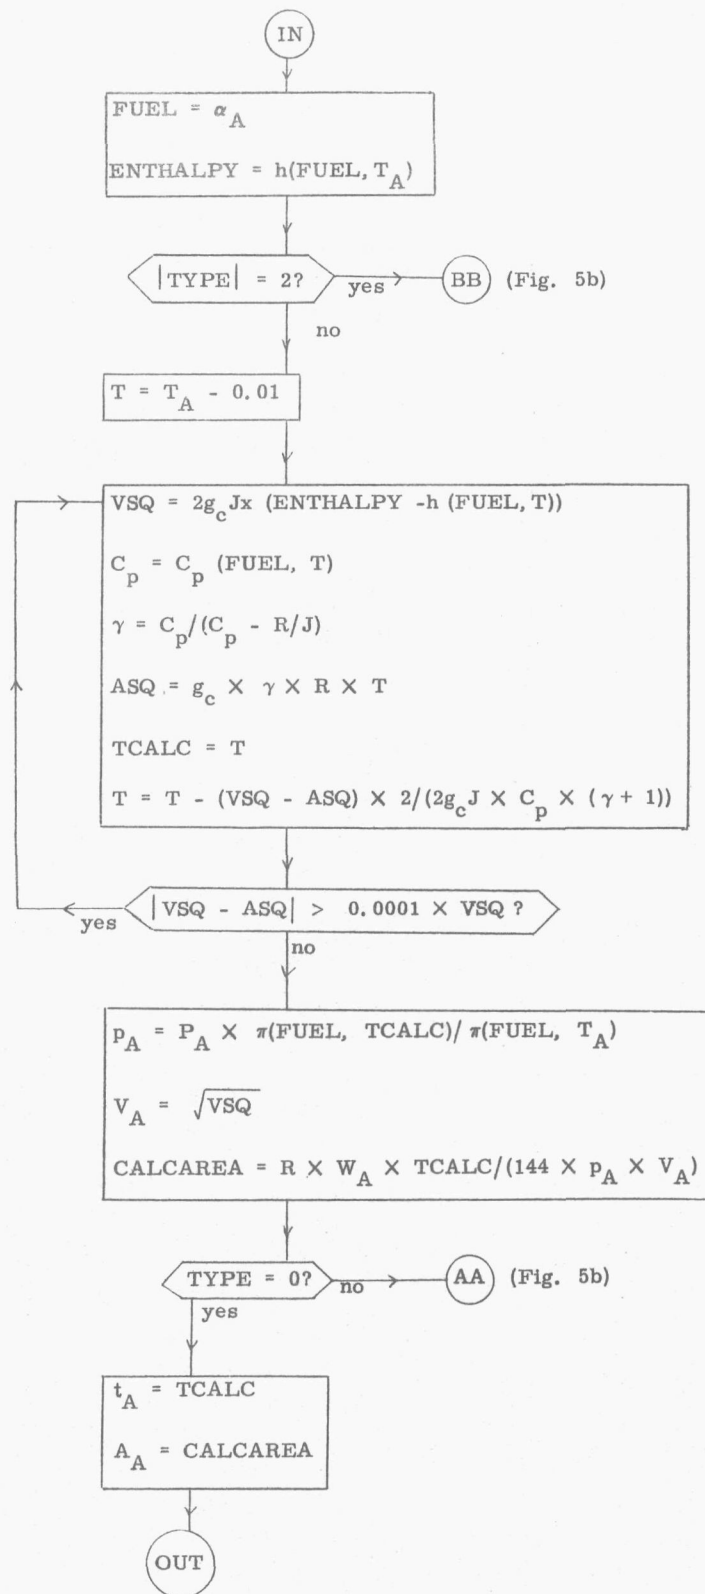 IN
FUEL = α_A
ENTHALPY = h(FUEL, T_A)
|TYPE| = 2?
yes
BB
(Fig. 5b)
no
T = T_A - 0.01
VSQ = 2g_c Jx (ENTHALPY -h (FUEL, T))
C_p = C_p (FUEL, T)
γ = C_p/(C_p - R/J)
ASQ = g_c × γ × R × T
TCALC = T
T = T - (VSQ - ASQ) × 2/(2g_c J × C_p × (γ + 1))
yes
|VSQ - ASQ| > 0.0001 × VSQ ?
no
p_A = P_A × π(FUEL, TCALC)/ π(FUEL, T_A)
V_A = √VSQ
CALCAREA = R × W_A × TCALC/(144 × p_A × V_A)
TYPE = 0?
no
AA
(Fig. 5b)
yes
t_A = TCALC
A_A = CALCAREA
OUT